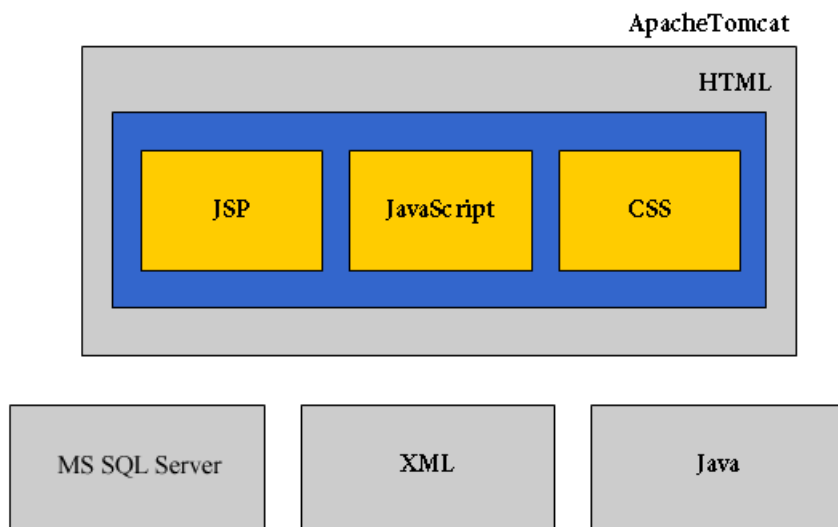 ApacheTomcat
HTML
JSP
JavaScript
CSS
MS SQL Server
XML
Java